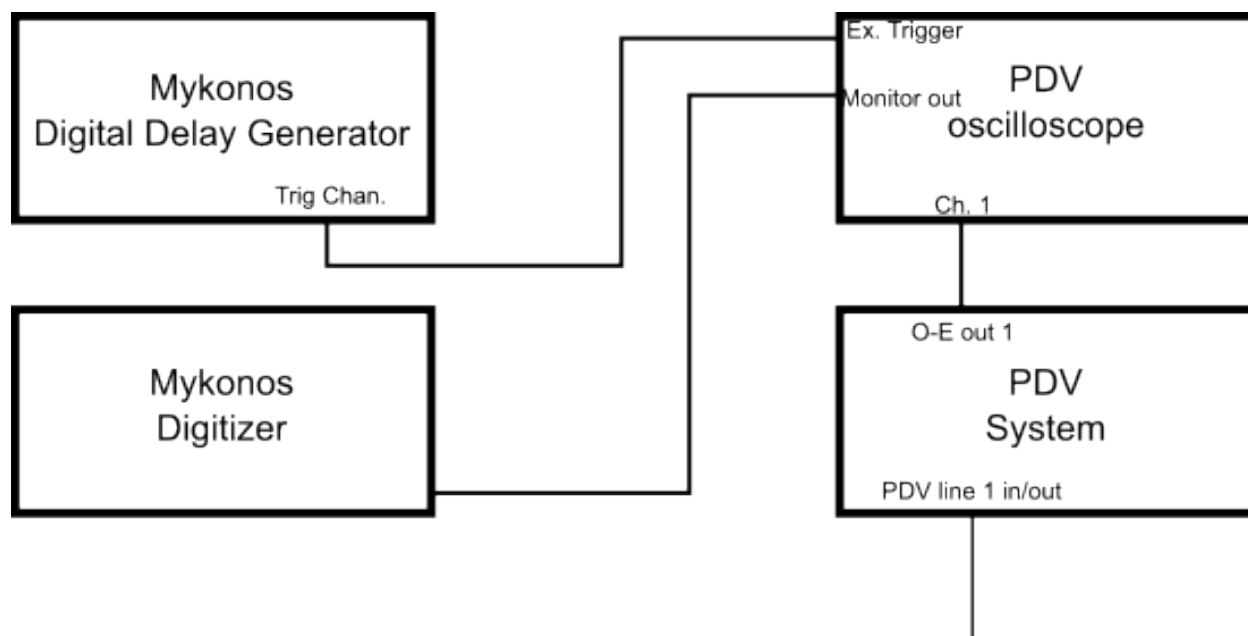 Mykonos
Digital Delay Generator
Trig Chan.
Ex. Trigger
PDV
Monitor out
oscilloscope
Ch. 1
Mykonos
Digitizer
O-E out 1
PDV
System
PDV line 1 in/out